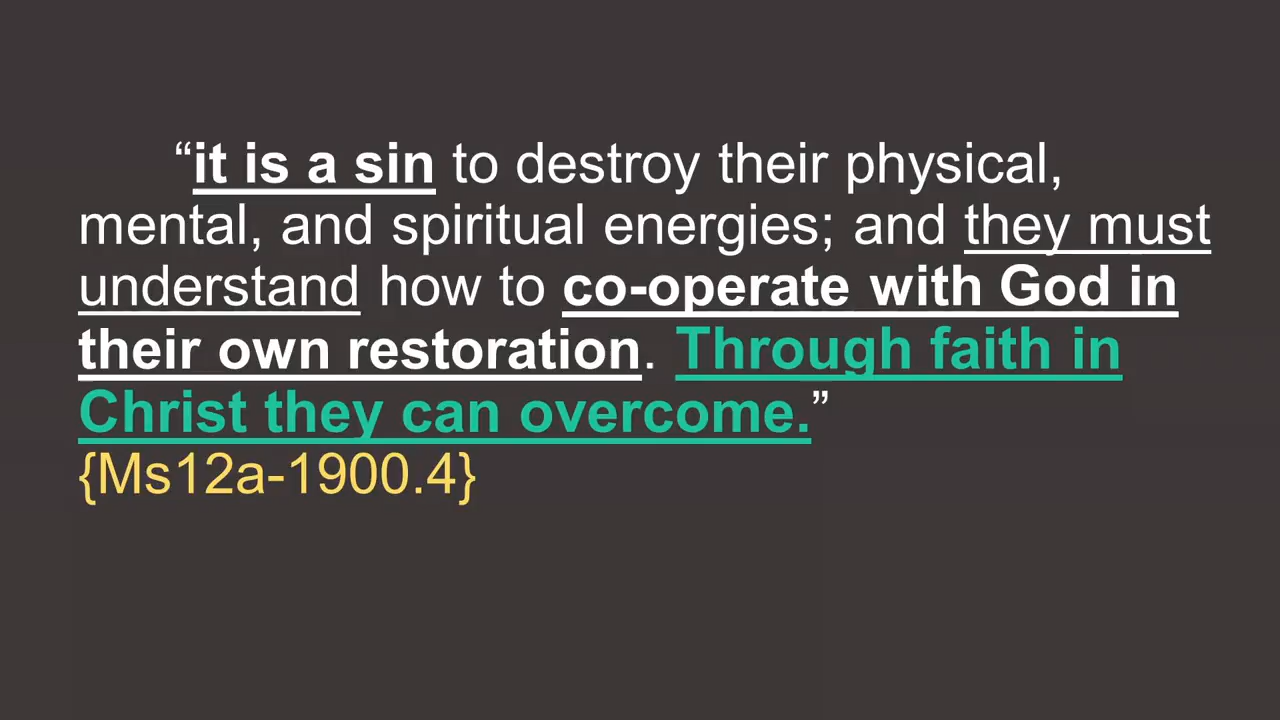 “it is a sin to destroy their physical,
mental, and spiritual energies; and they must
understand how to co-operate with God in
their own restoration. Through faith in
Christ they can overcome.”
{Ms12a-1900.4}